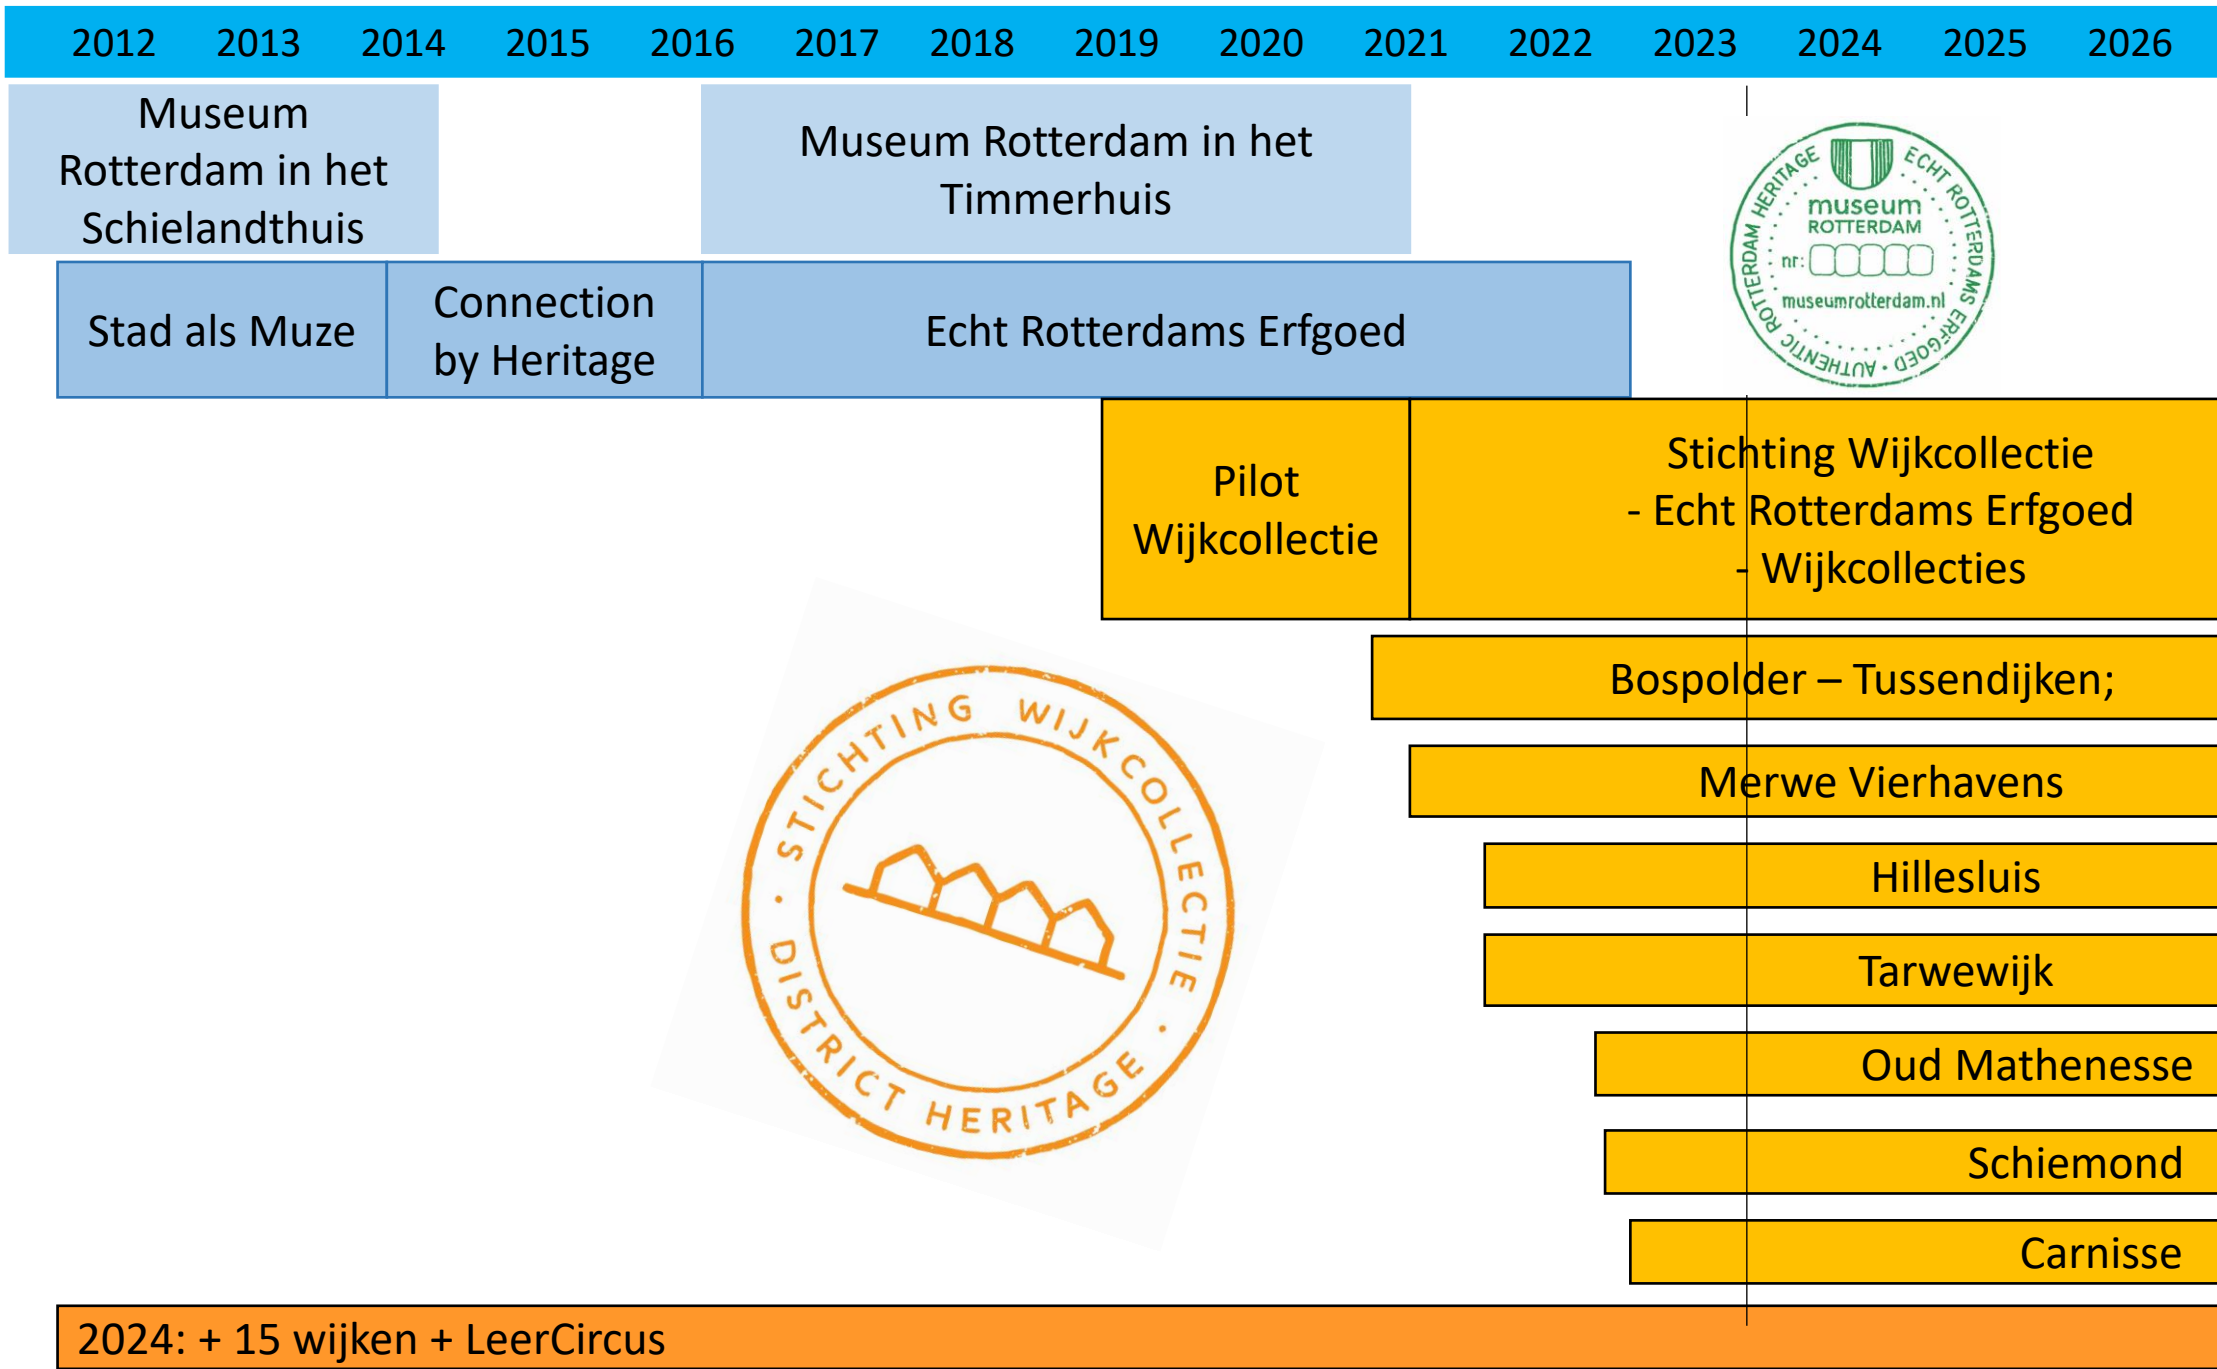 2012 2013 2014 2015 2016 2017 2018 2019 2020 2021 2022 2023 2024 2025 2026
Museum
Rotterdam in het
Schielandthuis
Museum Rotterdam in het
Timmerhuis
ROTTERDAM HERITAGE • ECHT ROTTERDAMS ERFGOED • AUTHENTIC
museum
ROTTERDAM
nr:
museumrotterdam.nl
Stad als Muze
Connection
by Heritage
Echt Rotterdams Erfgoed
Pilot
Wijkcollectie
Stichting Wijkcollectie
- Echt Rotterdams Erfgoed
- Wijkcollecties
Bospolder – Tussendijken;
Merwe Vierhavens
Hillesluis
Tarwewijk
Oud Mathenesse
Schiemond
Carnisse
• STICHTING WIJKCOLLECTIE •
DISTRICT HERITAGE
2024: + 15 wijken + LeerCircus